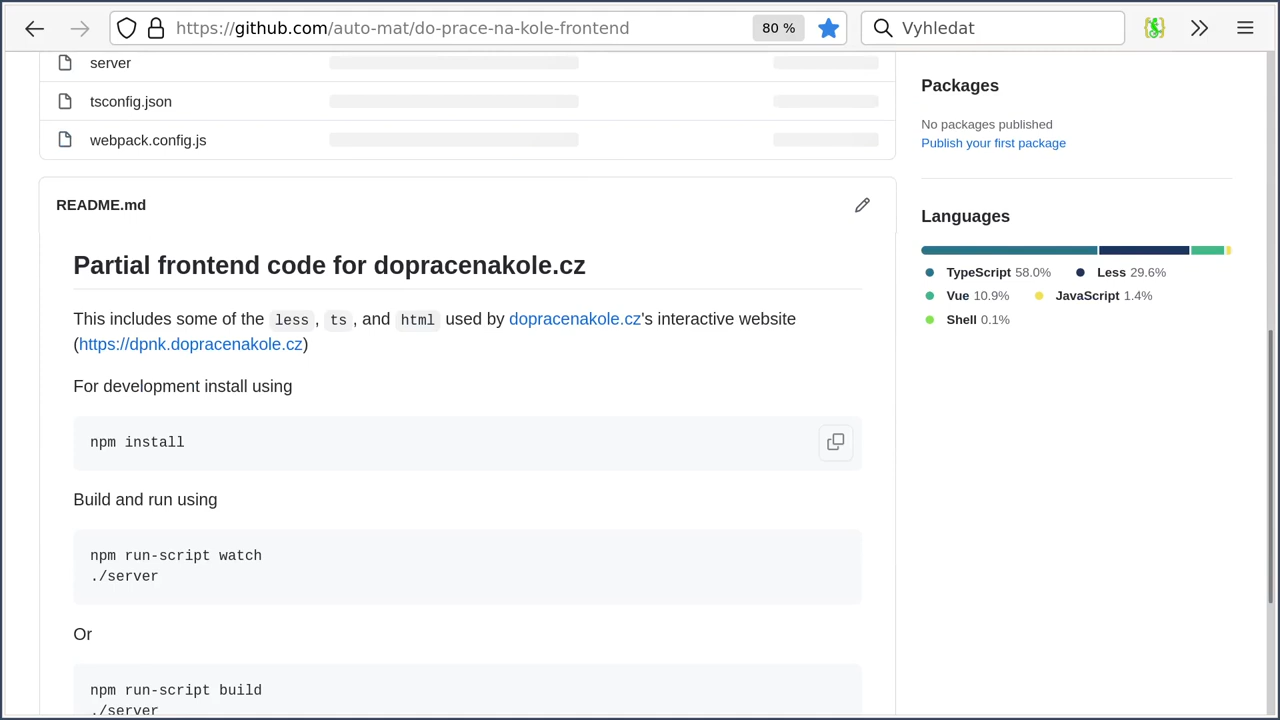 https://github.com/auto-mat/do-prace-na-kole-frontend
80 %
Vyhledat
server
tsconfig.json
webpack.config.js
README.md
Partial frontend code for dopracenakole.cz
This includes some of the less, ts, and html used by dopracenakole.cz's interactive website
(https://dpnk.dopracenakole.cz)
For development install using
npm install
Build and run using
npm run-script watch
./server
Or
npm run-script build
./server
Packages
No packages published
Publish your first package
Languages
TypeScript 58.0% Less 29.6%
Vue 10.9% JavaScript 1.4%
Shell 0.1%